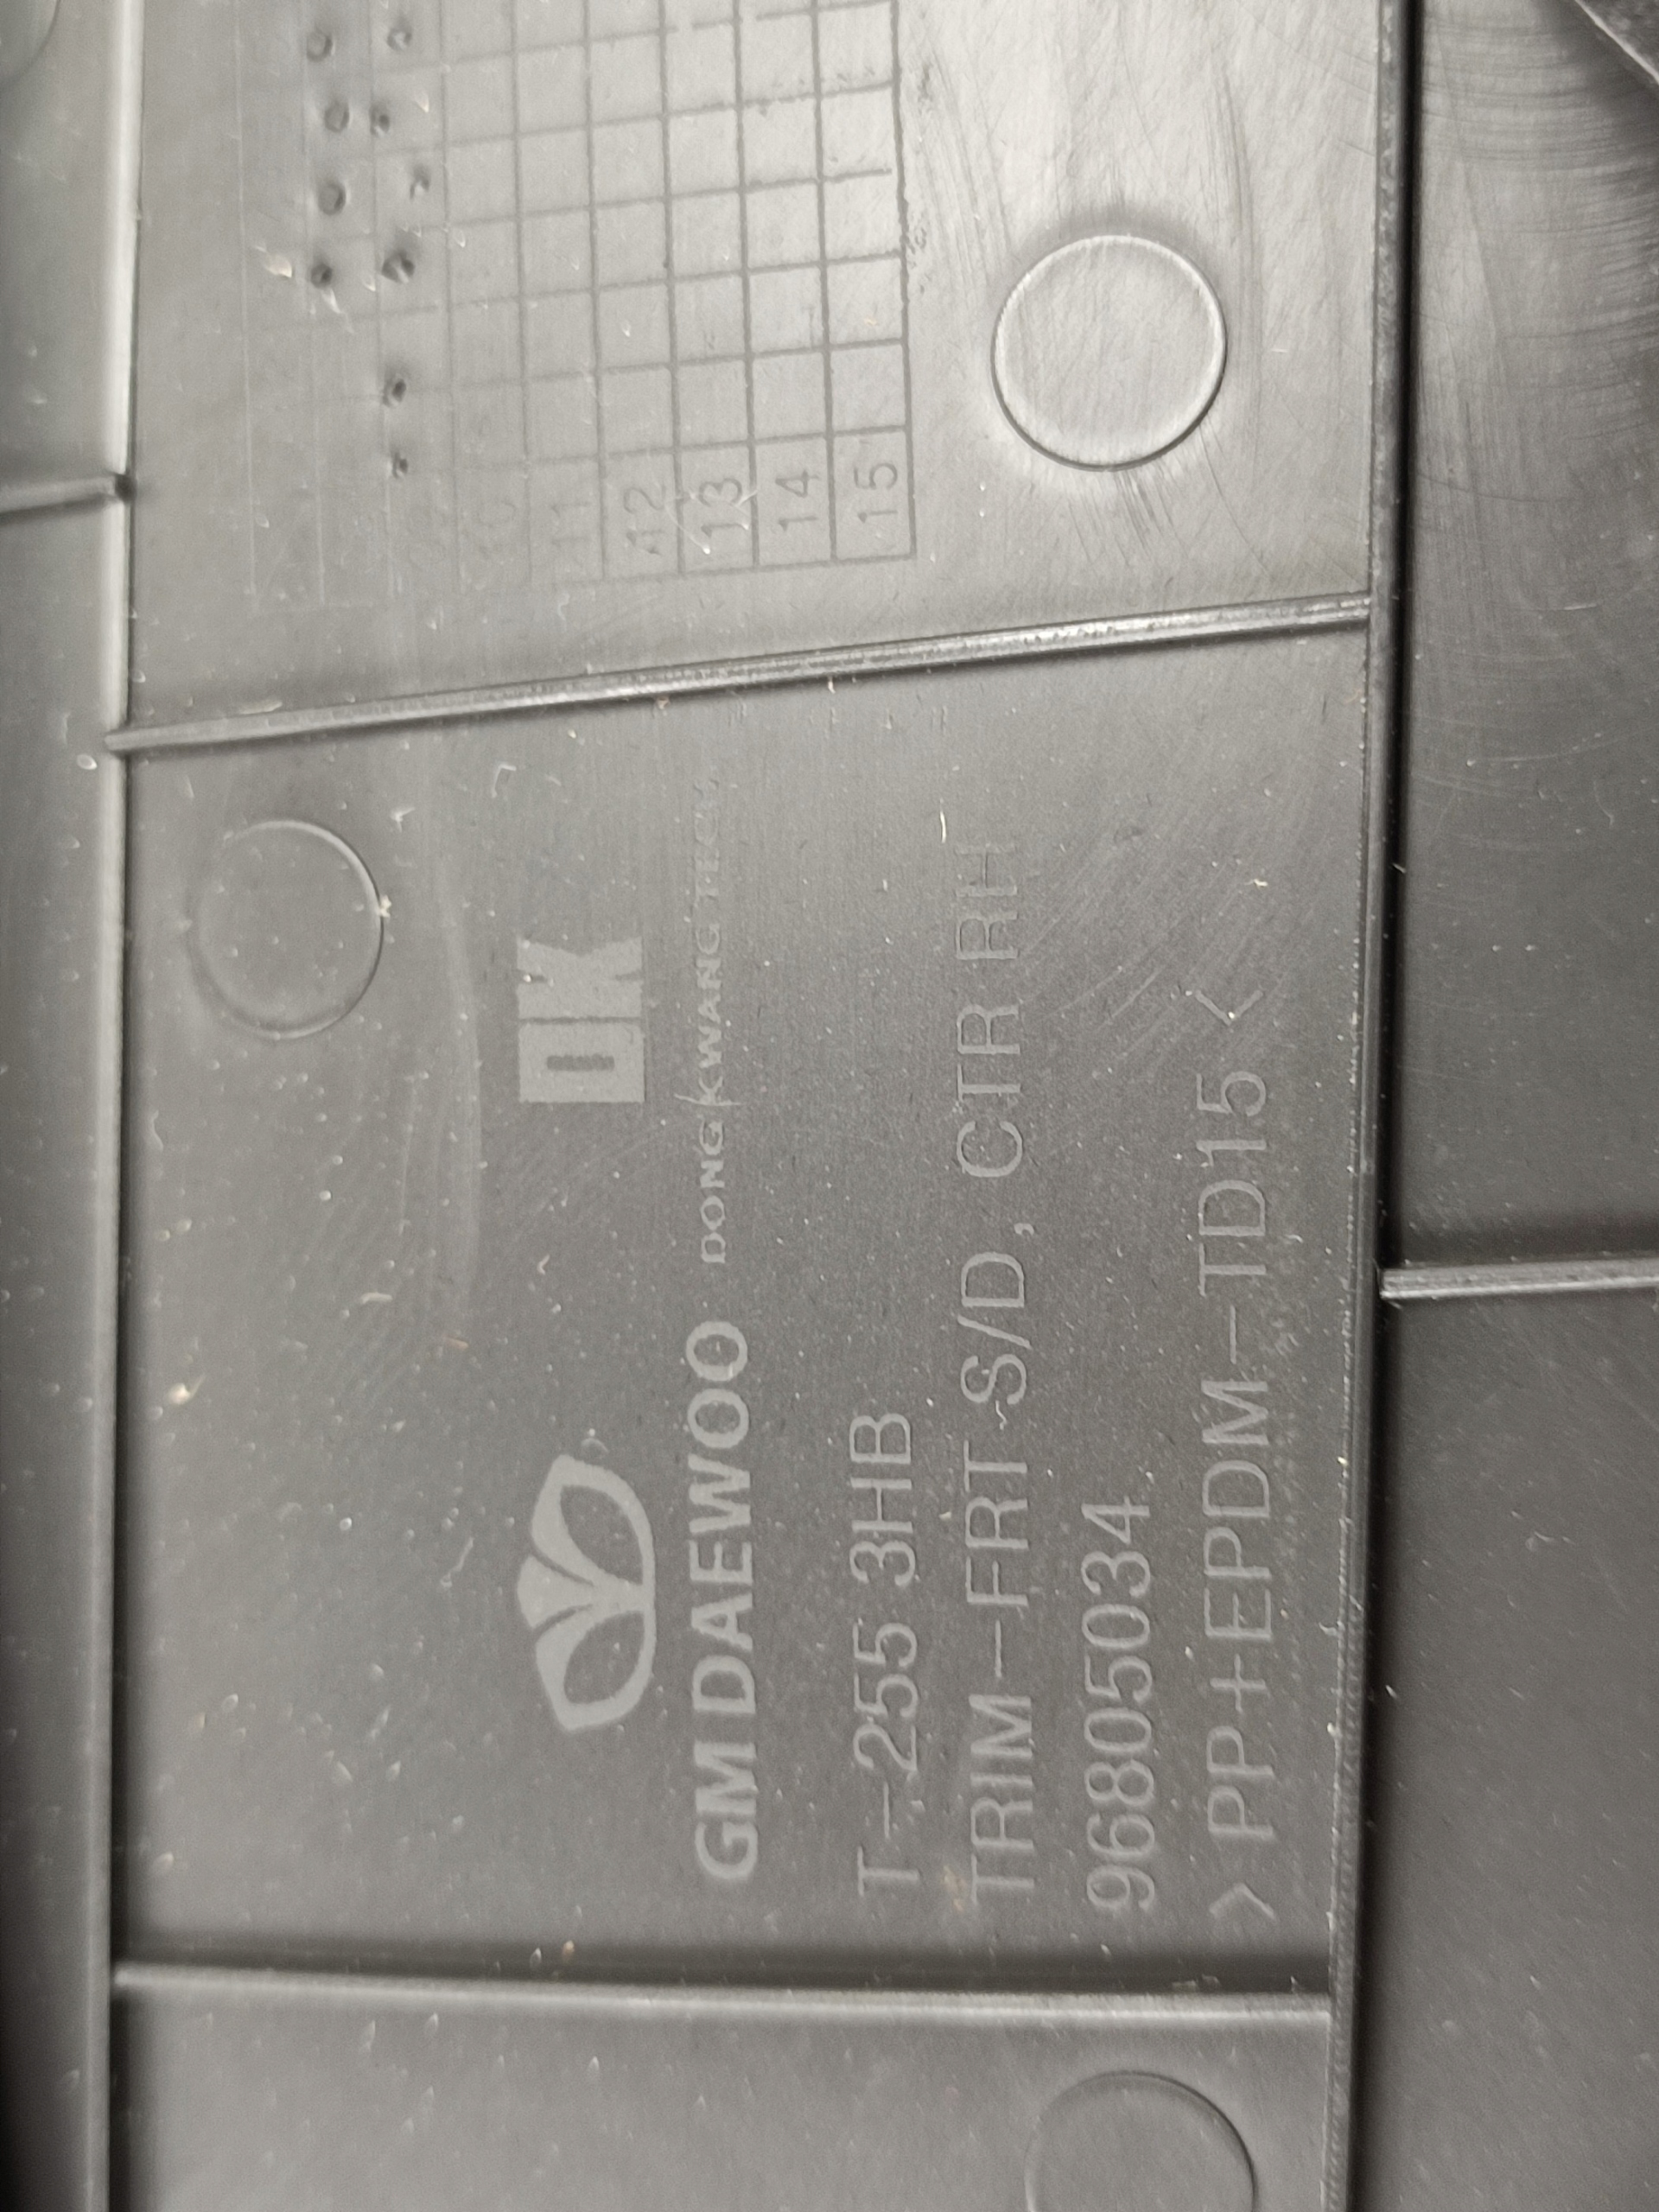 DK
DONG KWANG TECH
GM DAEWOO
T-255 3HB
TRIM-FRT S/D, CTR RH
96805034
>PP+EPDM-TD15<
10
11
12
13
14
15